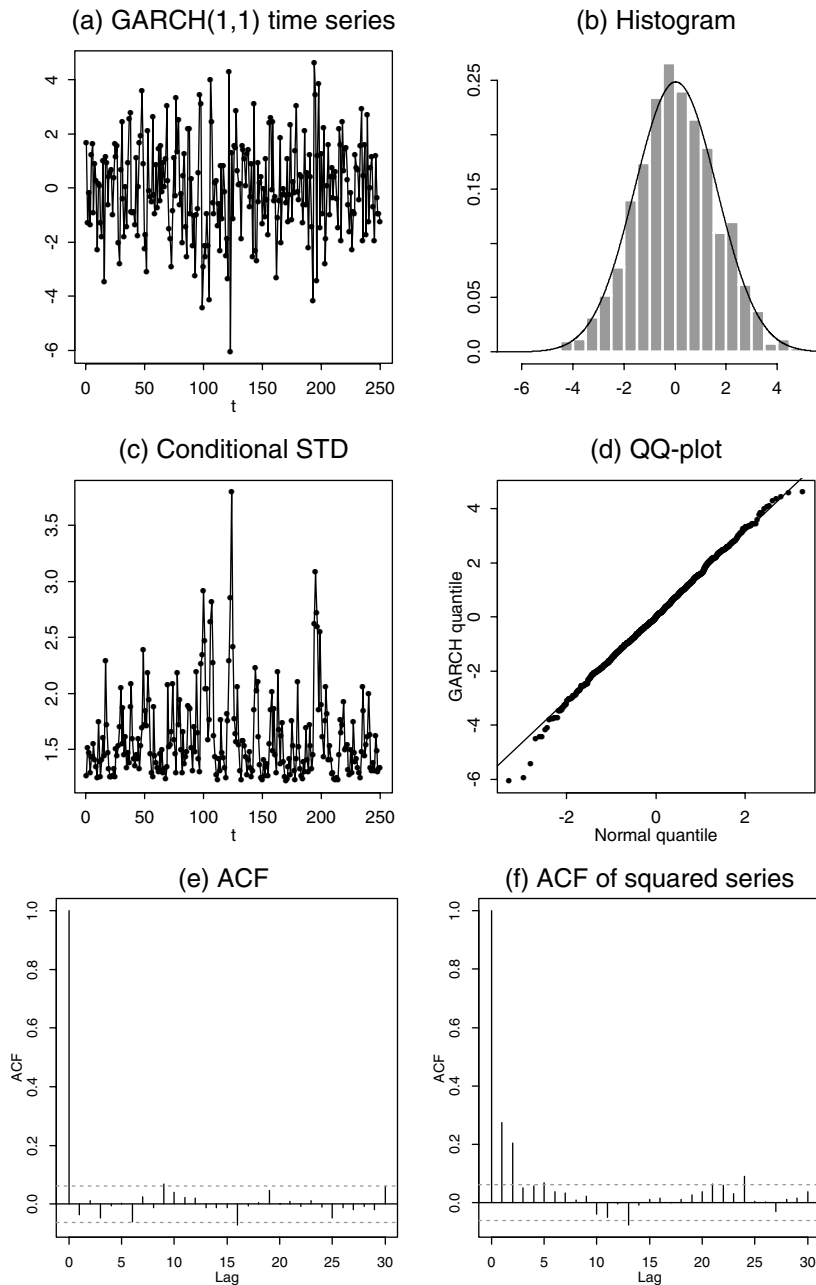 (a) GARCH(1,1) time series
4
2
0
-2
-4
-6
0 50 100 150 200 250
t
(b) Histogram
0.25
0.15
0.05
0.0
-6 -4 -2 0 2 4
(c) Conditional STD
3.5
3.0
2.5
2.0
1.5
0 50 100 150 200 250
t
(d) QQ-plot
GARCH quantile
4
2
0
-2
-4
-6
-2 0 2
Normal quantile
(e) ACF
ACF
1.0
0.8
0.6
0.4
0.2
0.0
0 5 10 15 20 25 30
Lag
(f) ACF of squared series
ACF
1.0
0.8
0.6
0.4
0.2
0.0
0 5 10 15 20 25 30
Lag